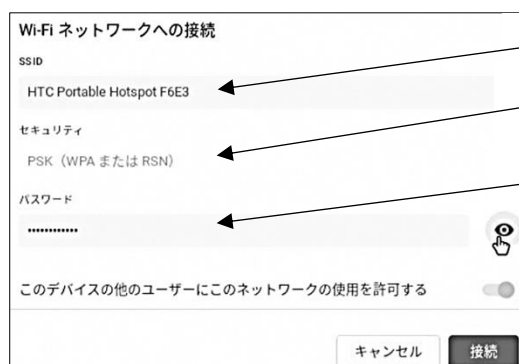 Wi-Fi ネットワークへの接続
SSID
HTC Portable Hotspot F6E3
セキュリティ
PSK（WPA または RSN）
パスワード
••••••••••••
このデバイスの他のユーザーにこのネットワークの使用を許可する
キャンセル 接続